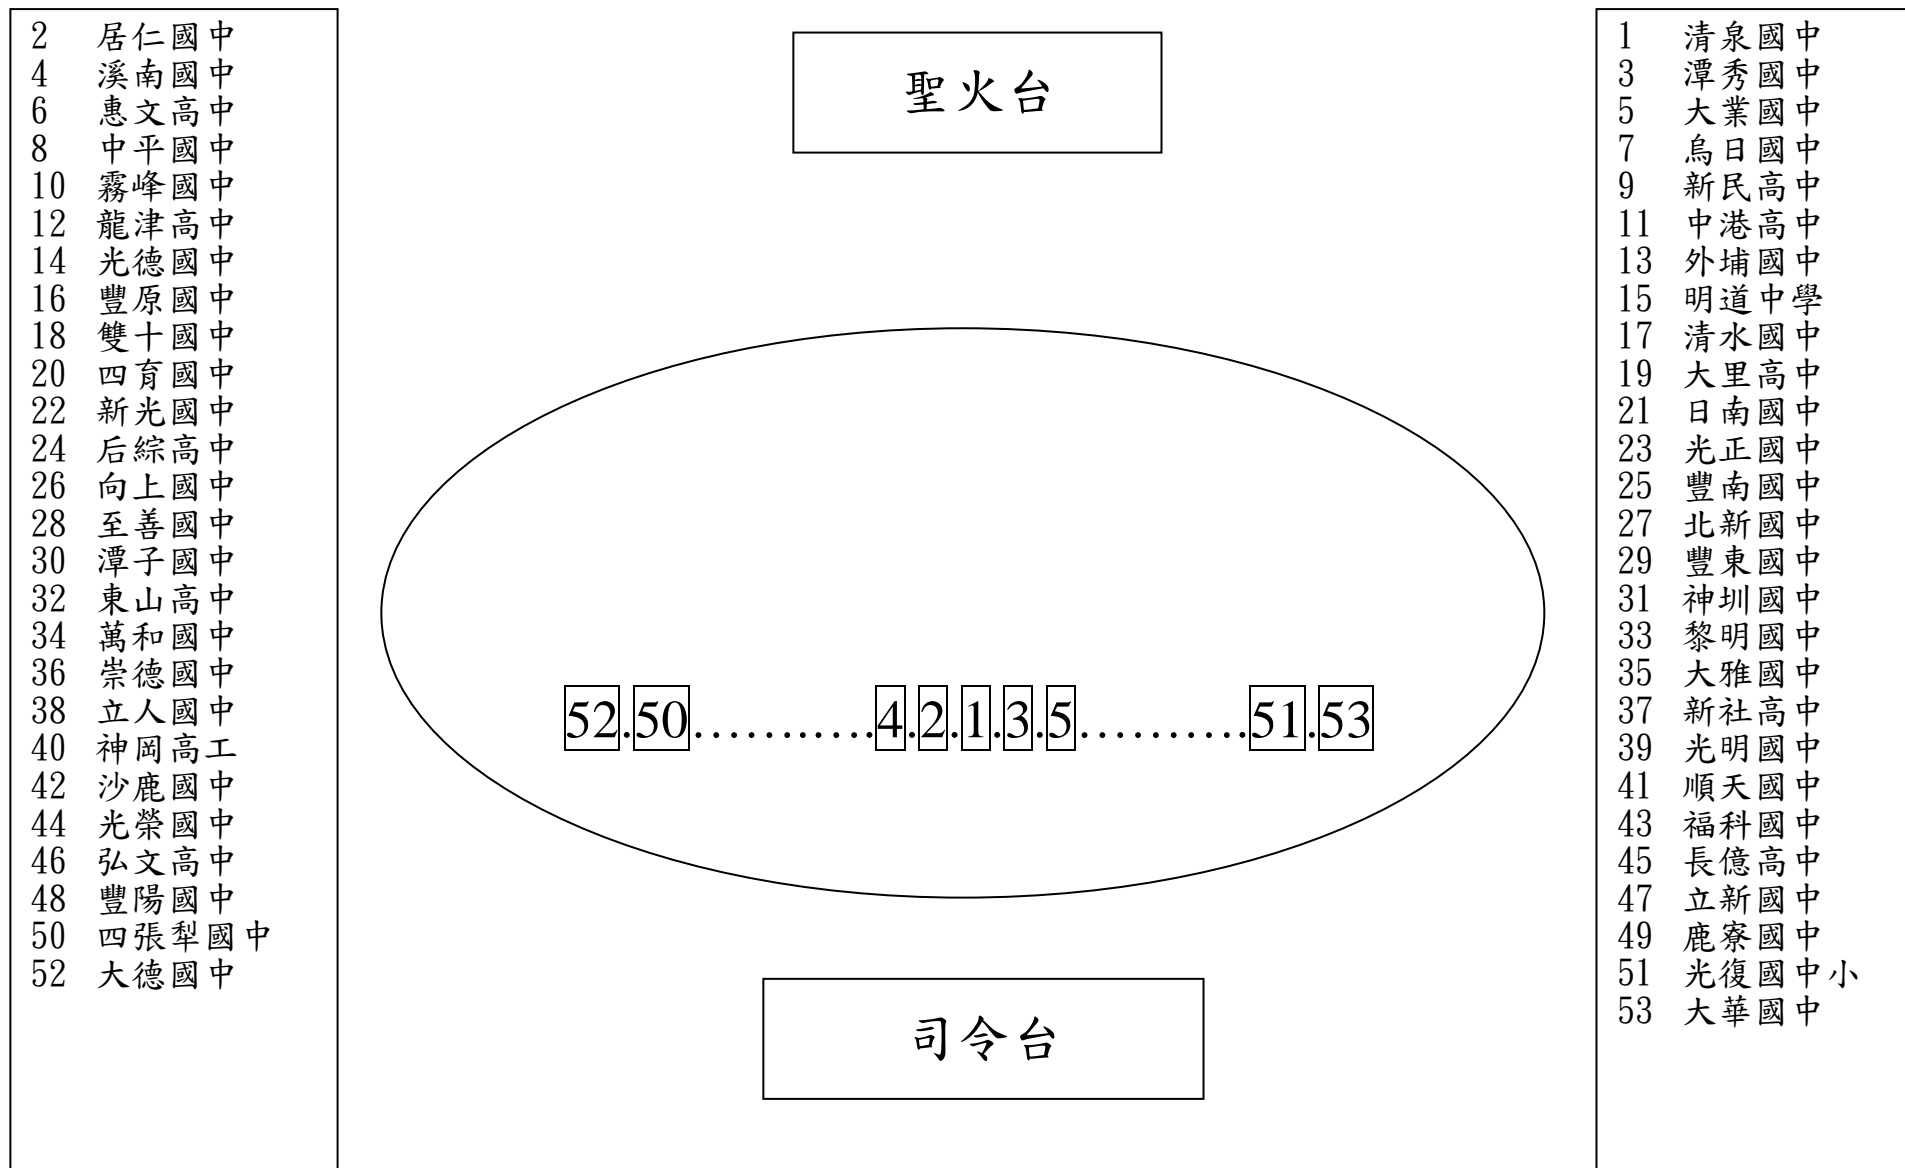 2 居仁國中
4 溪南國中
6 惠文高中
8 中平國中
10 霧峰國中
12 龍津高中
14 光德國中
16 豐原國中
18 雙十國中
20 四育國中
22 新光國中
24 后綜高中
26 向上國中
28 至善國中
30 潭子國中
32 東山高中
34 萬和國中
36 崇德國中
38 立人國中
40 神岡高工
42 沙鹿國中
44 光榮國中
46 弘文高中
48 豐陽國中
50 四張犁國中
52 大德國中
聖火台
52.50...........4.2.1.3.5..........51.53
司令台
1 清泉國中
3 潭秀國中
5 大業國中
7 烏日國中
9 新民高中
11 中港高中
13 外埔國中
15 明道中學
17 清水國中
19 大里高中
21 日南國中
23 光正國中
25 豐南國中
27 北新國中
29 豐東國中
31 神圳國中
33 黎明國中
35 大雅國中
37 新社高中
39 光明國中
41 順天國中
43 福科國中
45 長億高中
47 立新國中
49 鹿寮國中
51 光復國中小
53 大華國中